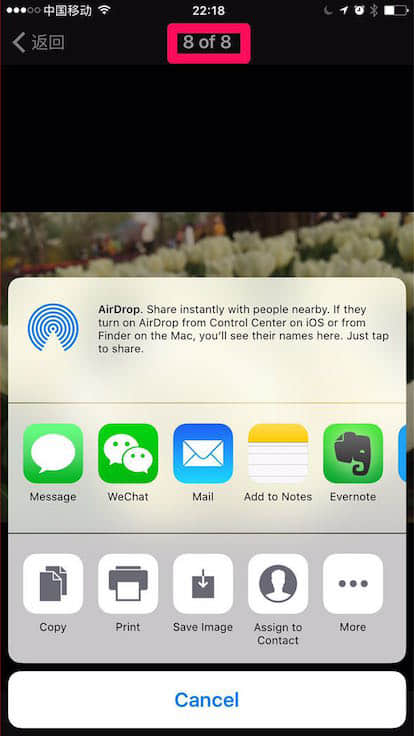 中国移动
22:18
返回
8 of 8
AirDrop. Share instantly with people nearby. If they
turn on AirDrop from Control Center on iOS or from
Finder on the Mac, you'll see their names here. Just tap
to share.
Message
WeChat
Mail
Add to Notes
Evernote
Copy
Print
Save Image
Assign to
Contact
More
Cancel